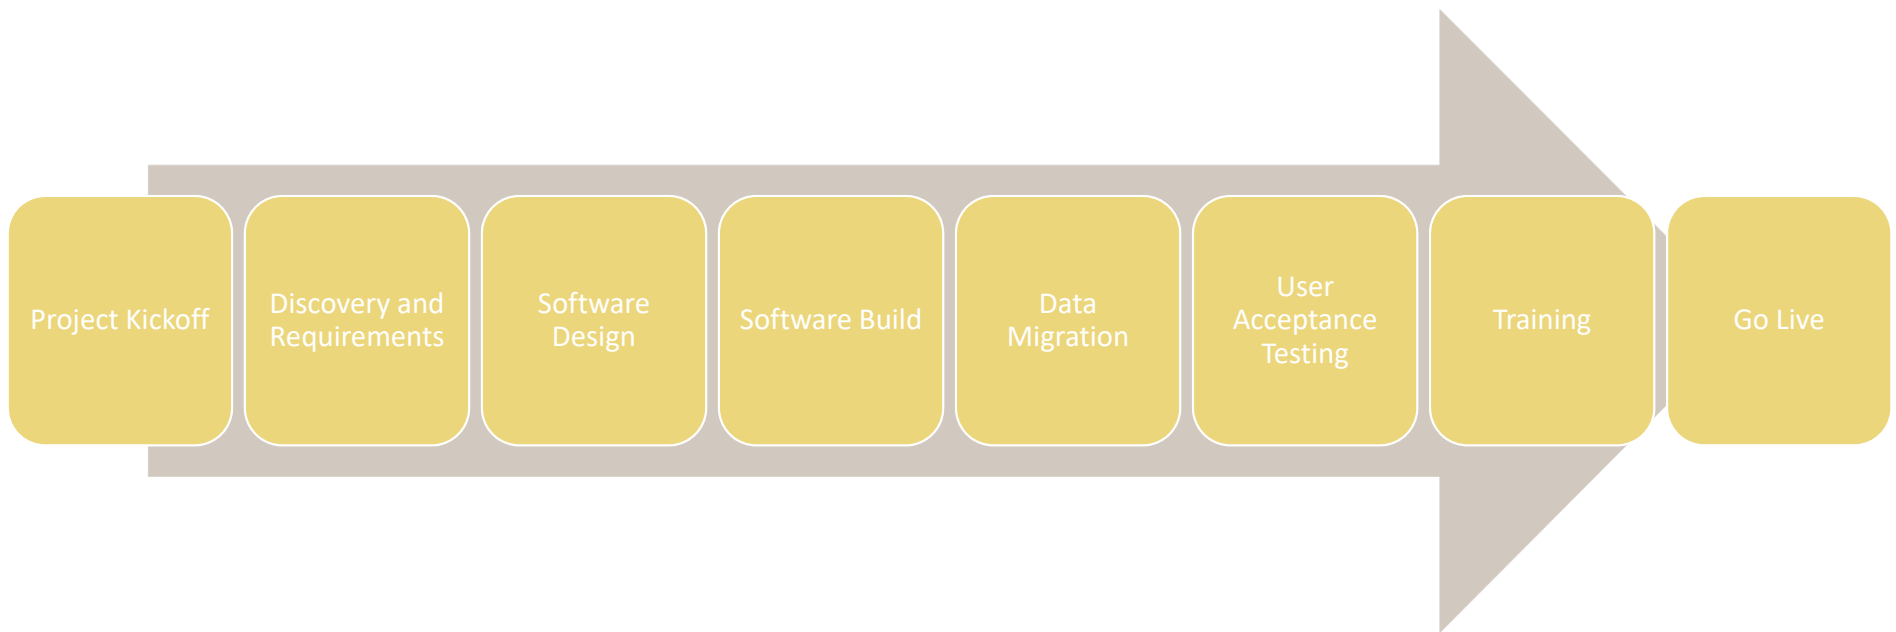 Project Kickoff
Discovery and
Requirements
Software
Design
Software Build
Data
Migration
User
Acceptance
Testing
Training
Go Live